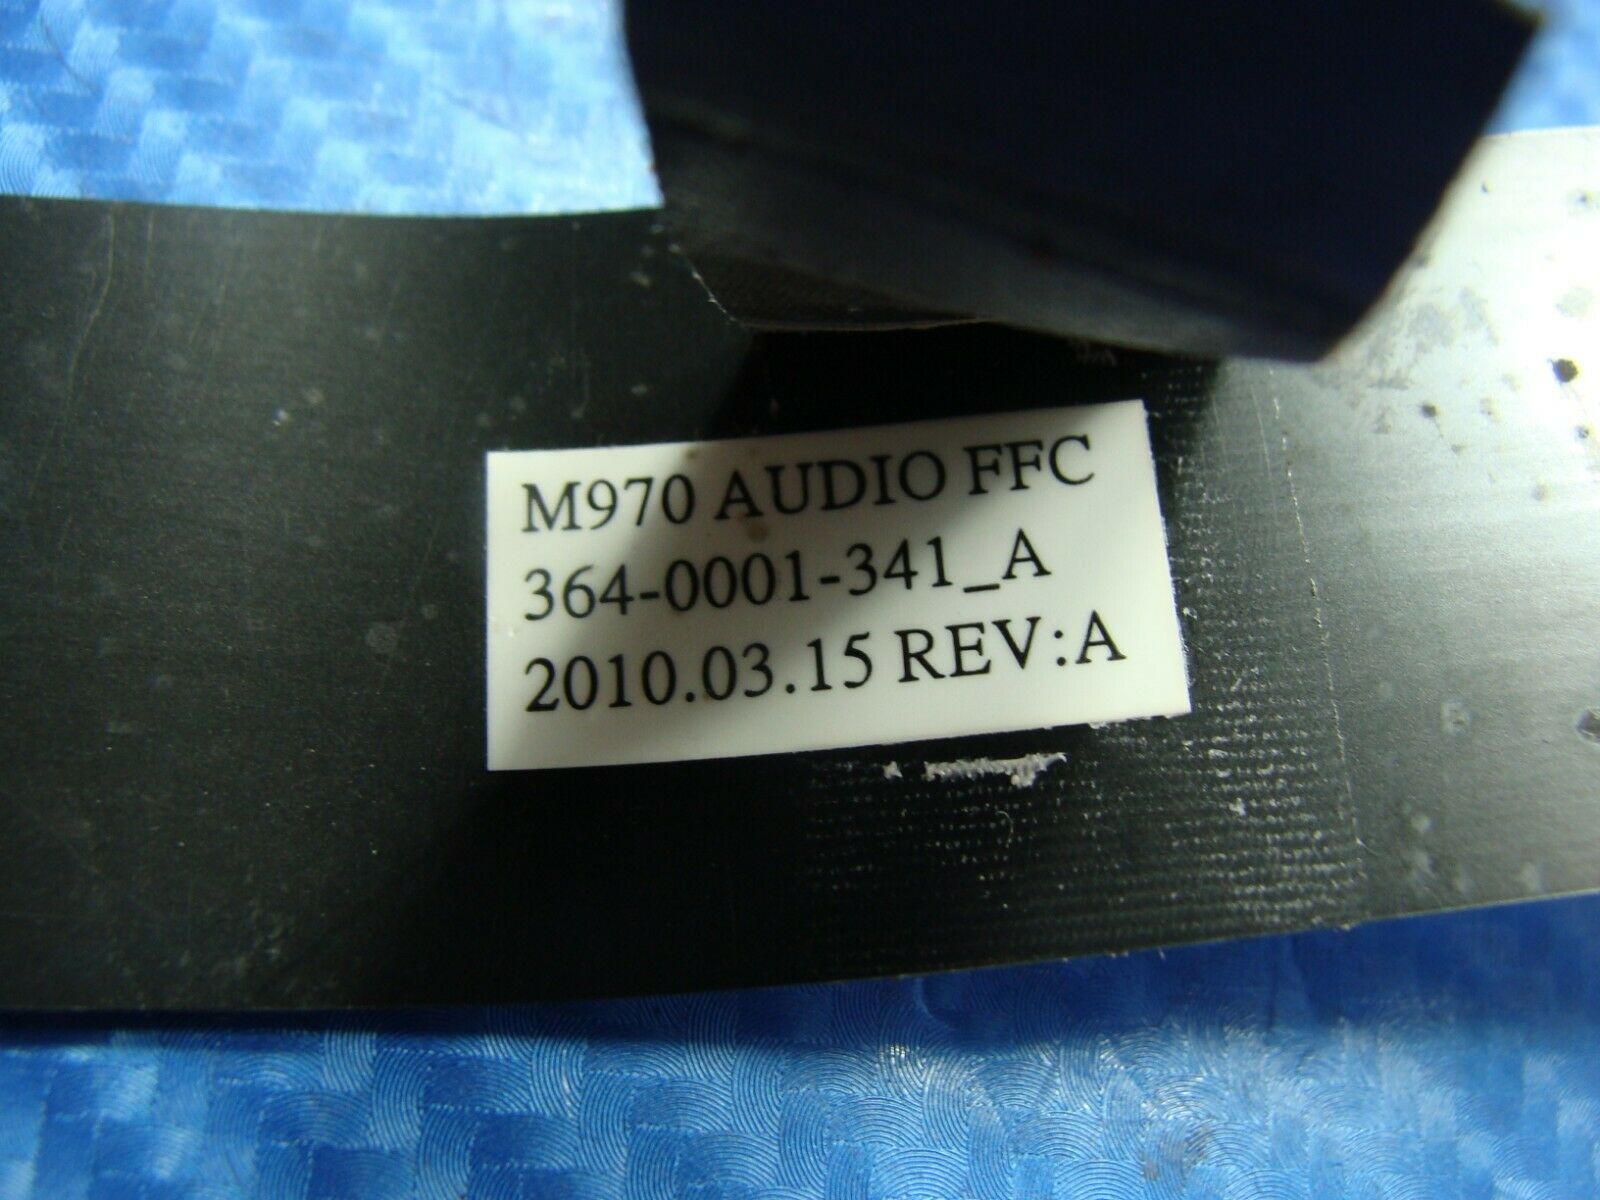 M970 AUDIO FFC
364-0001-341_A
2010.03.15 REV:A